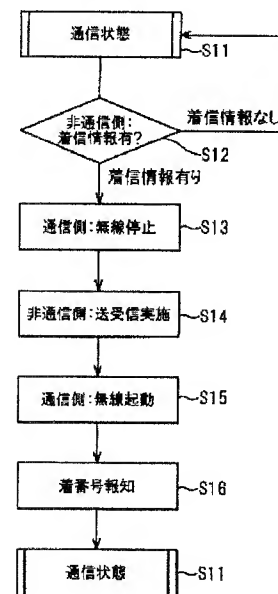 通信状態
S11
非通信側:
着信情報有?
着信情報なし
S12
着信情報有り
通信側:無線停止
S13
非通信側:送受信実施
S14
通信側:無線起動
S15
着番号報知
S16
通信状態
S11